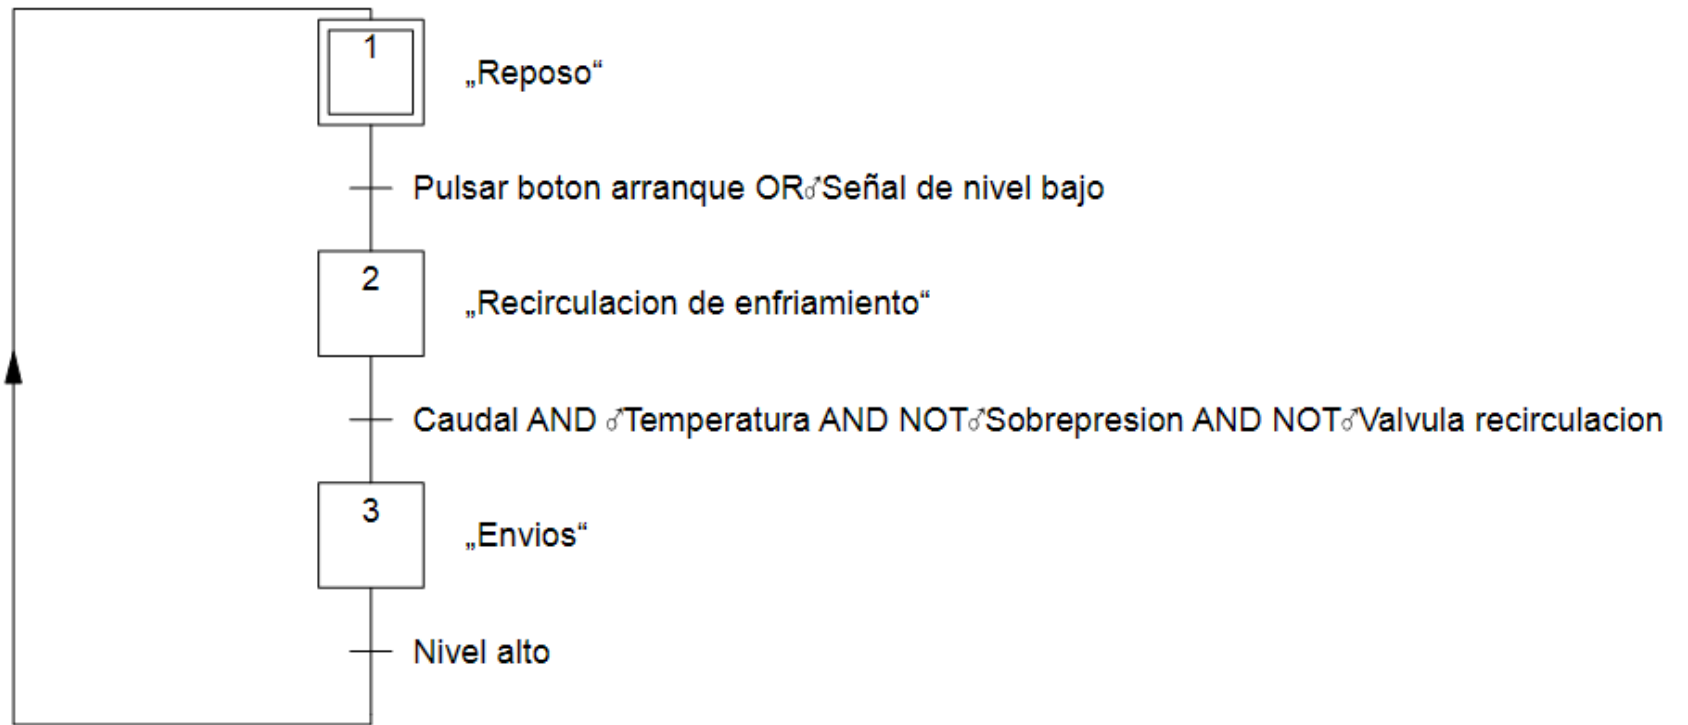 1
„Reposo“
Pulsar boton arranque OR♂Señal de nivel bajo
2
„Recirculacion de enfriamiento“
Caudal AND ♂Temperatura AND NOT♂Sobrepresion AND NOT♂Valvula recirculacion
3
„Envios“
Nivel alto